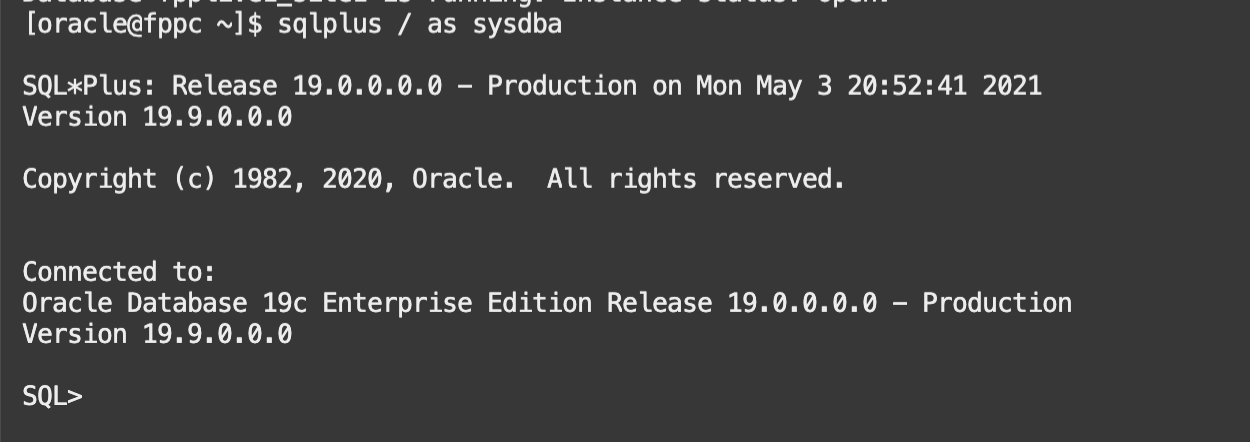 [oracle@fppc ~]$ sqlplus / as sysdba
SQL*Plus: Release 19.0.0.0.0 – Production on Mon May 3 20:52:41 2021
Version 19.9.0.0.0
Copyright (c) 1982, 2020, Oracle.  All rights reserved.
Connected to:
Oracle Database 19c Enterprise Edition Release 19.0.0.0.0 – Production
Version 19.9.0.0.0
SQL>